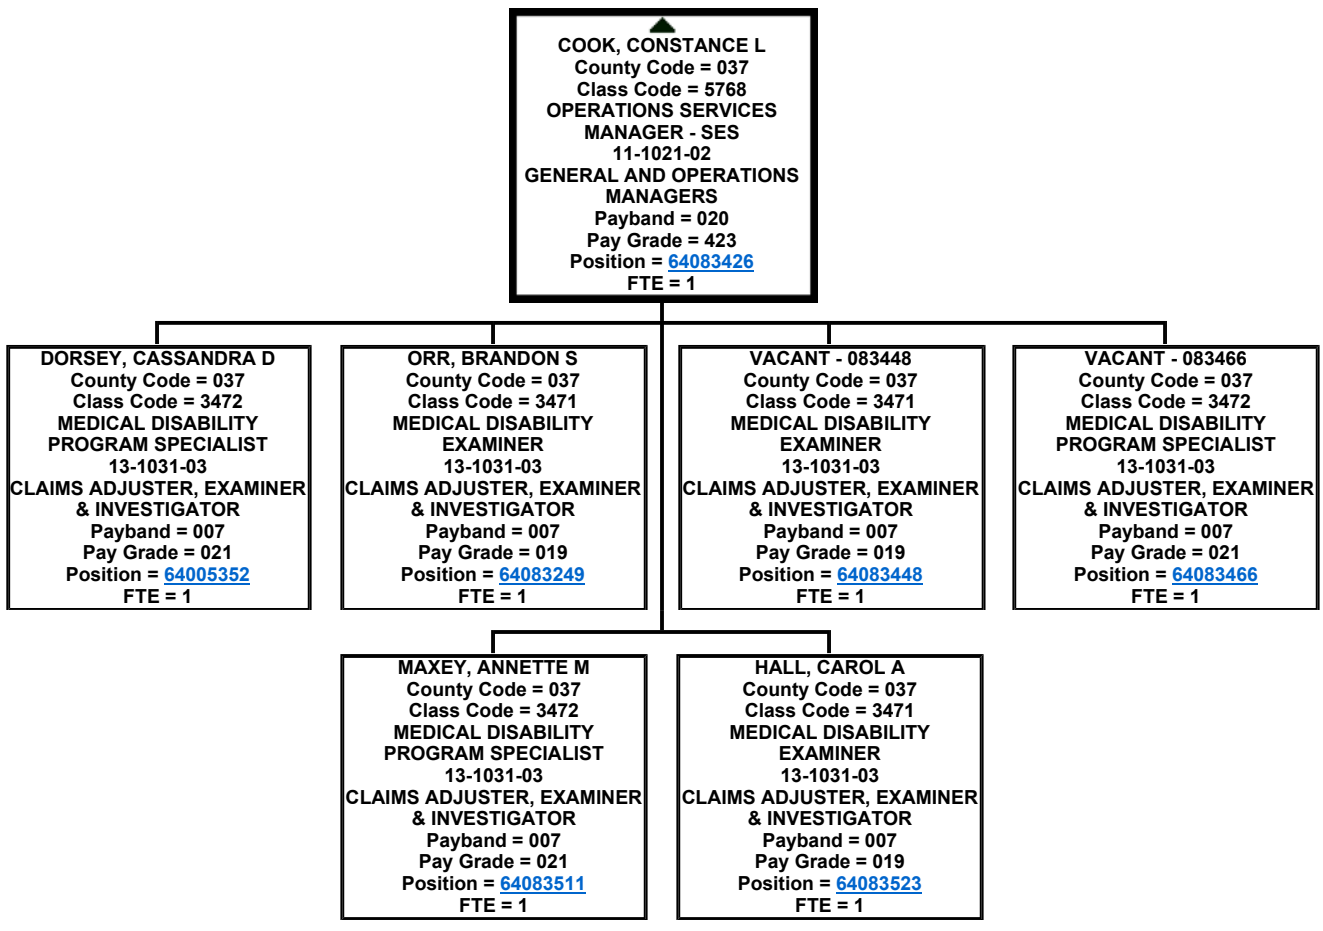 COOK, CONSTANCE L
County Code = 037
Class Code = 5768
OPERATIONS SERVICES
MANAGER - SES
11-1021-02
GENERAL AND OPERATIONS
MANAGERS
Payband = 020
Pay Grade = 423
Position = 64083426
FTE = 1
DORSEY, CASSANDRA D
County Code = 037
Class Code = 3472
MEDICAL DISABILITY
PROGRAM SPECIALIST
13-1031-03
CLAIMS ADJUSTER, EXAMINER
& INVESTIGATOR
Payband = 007
Pay Grade = 021
Position = 64005352
FTE = 1
ORR, BRANDON S
County Code = 037
Class Code = 3471
MEDICAL DISABILITY
EXAMINER
13-1031-03
CLAIMS ADJUSTER, EXAMINER
& INVESTIGATOR
Payband = 007
Pay Grade = 019
Position = 64083249
FTE = 1
VACANT - 083448
County Code = 037
Class Code = 3471
MEDICAL DISABILITY
EXAMINER
13-1031-03
CLAIMS ADJUSTER, EXAMINER
& INVESTIGATOR
Payband = 007
Pay Grade = 019
Position = 64083448
FTE = 1
VACANT - 083466
County Code = 037
Class Code = 3472
MEDICAL DISABILITY
PROGRAM SPECIALIST
13-1031-03
CLAIMS ADJUSTER, EXAMINER
& INVESTIGATOR
Payband = 007
Pay Grade = 021
Position = 64083466
FTE = 1
MAXEY, ANNETTE M
County Code = 037
Class Code = 3472
MEDICAL DISABILITY
PROGRAM SPECIALIST
13-1031-03
CLAIMS ADJUSTER, EXAMINER
& INVESTIGATOR
Payband = 007
Pay Grade = 021
Position = 64083511
FTE = 1
HALL, CAROL A
County Code = 037
Class Code = 3471
MEDICAL DISABILITY
EXAMINER
13-1031-03
CLAIMS ADJUSTER, EXAMINER
& INVESTIGATOR
Payband = 007
Pay Grade = 019
Position = 64083523
FTE = 1